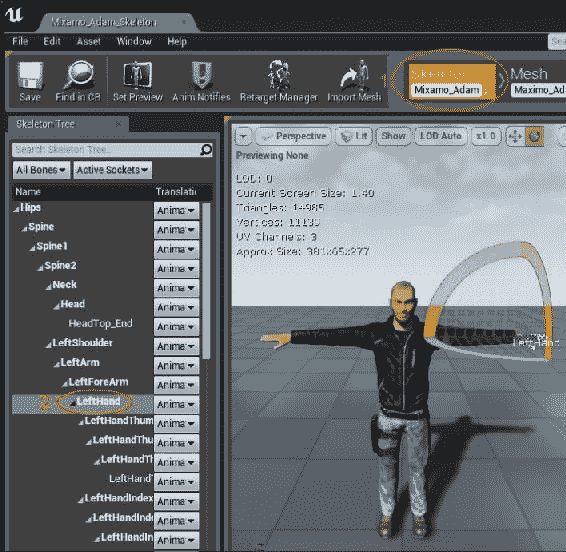 Mixamo_Adam_Skeleton
File Edit Asset Window Help
Save Find in CB Set Preview Anim Notifies Retarget Manager Import Mesh
Skeleton Mesh
Mixamo_Adam Maximo_Ad
Skeleton Tree
Search Skeleton Tree...
All Bones Active Sockets
Name Translati
Hips Anima
Spine Anima
Spine1 Anima
Spine2 Anima
Neck Anima
Head Anima
HeadTop_End Anima
LeftShoulder Anima
LeftArm Anima
LeftForeArm Anima
LeftHand Anima
LeftHandThum Anima
LeftHandThu Anima
LeftHandTh Anima
LeftHandT Anima
LeftHandIndex Anima
LeftHandInde Anima
LeftHandIn Anima
Perspective Lit Show LOD Auto x1.0
Previewing None
LOD: 0
Current Screen Size: 1.40
Triangles: 14985
Vertices: 11133
UV Channels: 3
Approx Size: 381x65x277
LeftHand